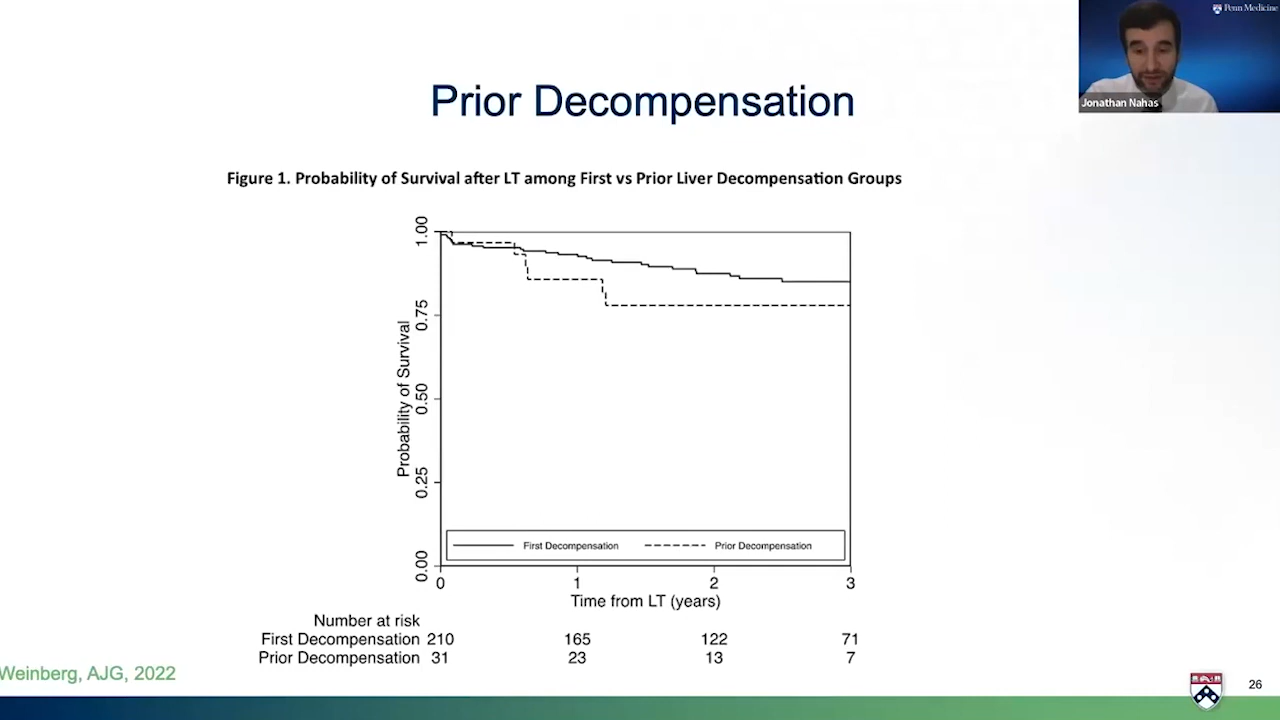 Penn Medicine
Jonathan Nahas
Prior Decompensation
Figure 1. Probability of Survival after LT among First vs Prior Liver Decompensation Groups
Probability of Survival
1.00
0.75
0.50
0.25
0.00
First Decompensation Prior Decompensation
0 1 2 3
Time from LT (years)
Number at risk
First Decompensation 210 165 122 71
Prior Decompensation 31 23 13 7
Weinberg, AJG, 2022
26